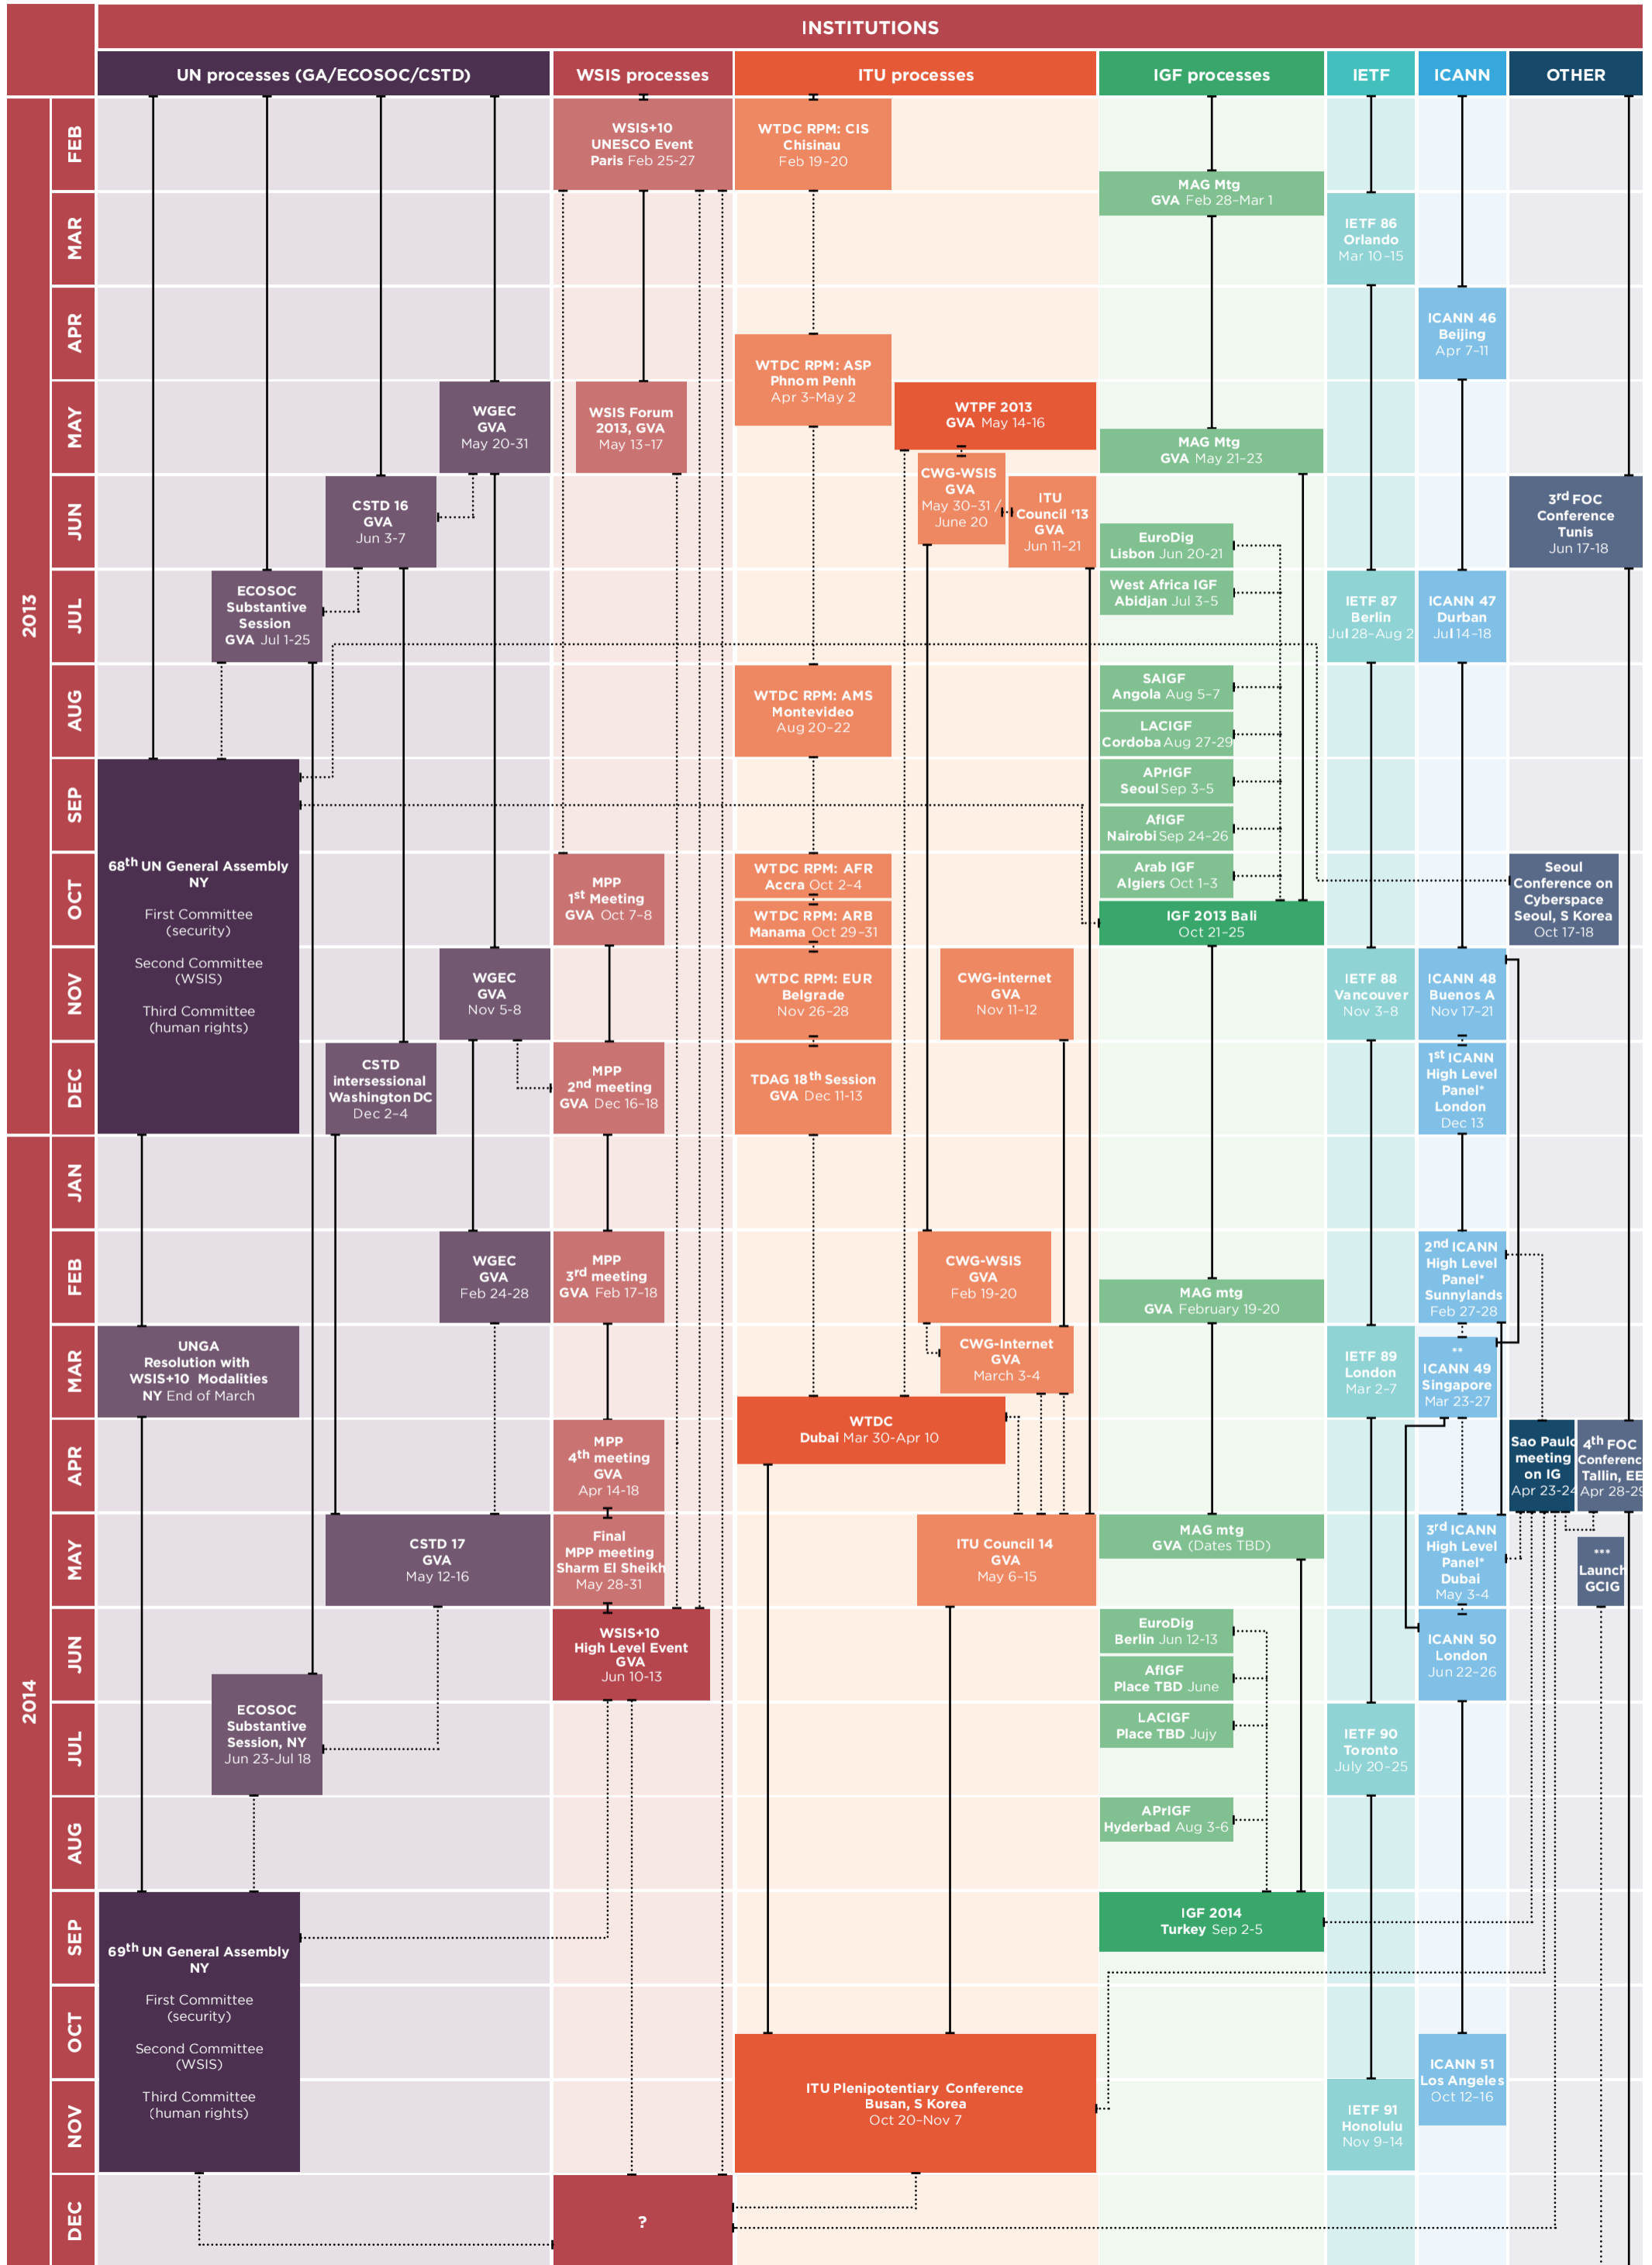 INSTITUTIONS
UN processes (GA/ECOSOC/CSTD)
WSIS processes
ITU processes
IGF processes
IETF
ICANN
OTHER
2013
FEB
WSIS+10
UNESCO Event
Paris Feb 25-27
WTDC RPM: CIS
Chisinau
Feb 19–20
MAG Mtg
GVA Feb 28–Mar 1
MAR
IETF 86
Orlando
Mar 10–15
APR
ICANN 46
Beijing
Apr 7–11
WTDC RPM: ASP
Phnom Penh
Apr 3–May 2
MAY
WGEC
GVA
May 20-31
WSIS Forum
2013, GVA
May 13–17
WTPF 2013
GVA May 14-16
MAG Mtg
GVA May 21–23
CWG-WSIS
GVA
May 30–31 /
June 20
JUN
CSTD 16
GVA
Jun 3-7
ITU
Council ‘13
GVA
Jun 11–21
EuroDig
Lisbon Jun 20-21
3rd FOC
Conference
Tunis
Jun 17-18
JUL
ECOSOC
Substantive
Session
GVA Jul 1-25
West Africa IGF
Abidjan Jul 3–5
IETF 87
Berlin
Jul 28–Aug 2
ICANN 47
Durban
Jul 14–18
AUG
WTDC RPM: AMS
Montevideo
Aug 20–22
SAIGF
Angola Aug 5–7
LACIGF
Cordoba Aug 27-29
SEP
APrIGF
Seoul Sep 3–5
AfIGF
Nairobi Sep 24–26
68th UN General Assembly
NY
First Committee
(security)
Second Committee
(WSIS)
Third Committee
(human rights)
OCT
MPP
1st Meeting
GVA Oct 7–8
WTDC RPM: AFR
Accra Oct 2–4
WTDC RPM: ARB
Manama Oct 29–31
Arab IGF
Algiers Oct 1–3
IGF 2013 Bali
Oct 21–25
Seoul
Conference on
Cyberspace
Seoul, S Korea
Oct 17-18
NOV
WGEC
GVA
Nov 5-8
WTDC RPM: EUR
Belgrade
Nov 26–28
CWG-internet
GVA
Nov 11–12
IETF 88
Vancouver
Nov 3–8
ICANN 48
Buenos A
Nov 17–21
DEC
CSTD
intersessional
Washington DC
Dec 2–4
MPP
2nd meeting
GVA Dec 16–18
TDAG 18th Session
GVA Dec 11-13
1st ICANN
High Level
Panel*
London
Dec 13
2014
JAN
FEB
WGEC
GVA
Feb 24-28
MPP
3rd meeting
GVA Feb 17–18
CWG-WSIS
GVA
Feb 19-20
MAG mtg
GVA February 19-20
2nd ICANN
High Level
Panel*
Sunnylands
Feb 27-28
MAR
UNGA
Resolution with
WSIS+10 Modalities
NY End of March
CWG-Internet
GVA
March 3-4
IETF 89
London
Mar 2–7
**
ICANN 49
Singapore
Mar 23-27
WTDC
Dubai Mar 30-Apr 10
APR
MPP
4th meeting
GVA
Apr 14-18
Sao Paulo
meeting
on IG
Apr 23-24
4th FOC
Conferenc
Tallin, EE
Apr 28-29
MAY
CSTD 17
GVA
May 12-16
Final
MPP meeting
Sharm El Sheikh
May 28-31
ITU Council 14
GVA
May 6–15
MAG mtg
GVA (Dates TBD)
3rd ICANN
High Level
Panel*
Dubai
May 3-4
***
Launch
GCIG
JUN
WSIS+10
High Level Event
GVA
Jun 10-13
EuroDig
Berlin Jun 12-13
AfIGF
Place TBD June
ICANN 50
London
Jun 22–26
JUL
ECOSOC
Substantive
Session, NY
Jun 23-Jul 18
LACIGF
Place TBD Jujy
IETF 90
Toronto
July 20–25
AUG
APrIGF
Hyderbad Aug 3-6
SEP
IGF 2014
Turkey Sep 2-5
69th UN General Assembly
NY
First Committee
(security)
Second Committee
(WSIS)
Third Committee
(human rights)
OCT
ITU Plenipotentiary Conference
Busan, S Korea
Oct 20–Nov 7
ICANN 51
Los Angeles
Oct 12–16
NOV
IETF 91
Honolulu
Nov 9–14
DEC
?